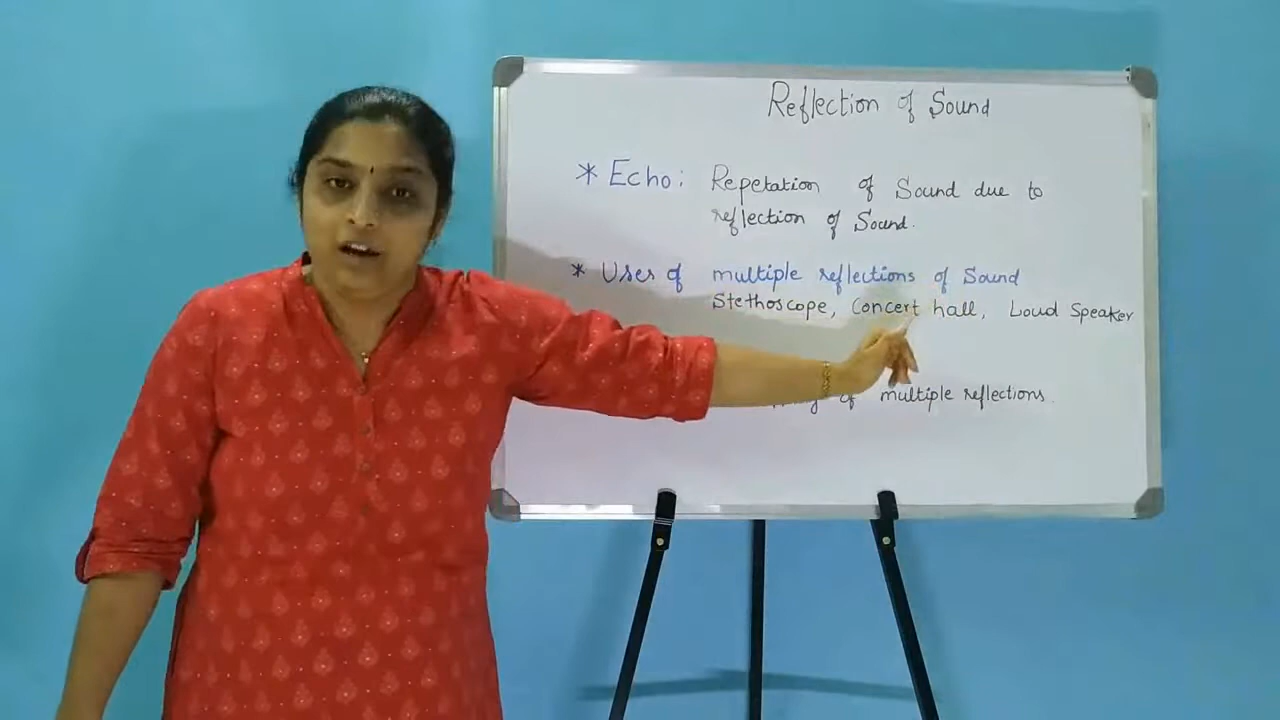 Reflection of Sound
* Echo: Repetation of Sound due to
reflection of Sound.
* Uses of multiple reflections of Sound
Stethoscope, Concert hall, Loud Speaker
of multiple reflections.